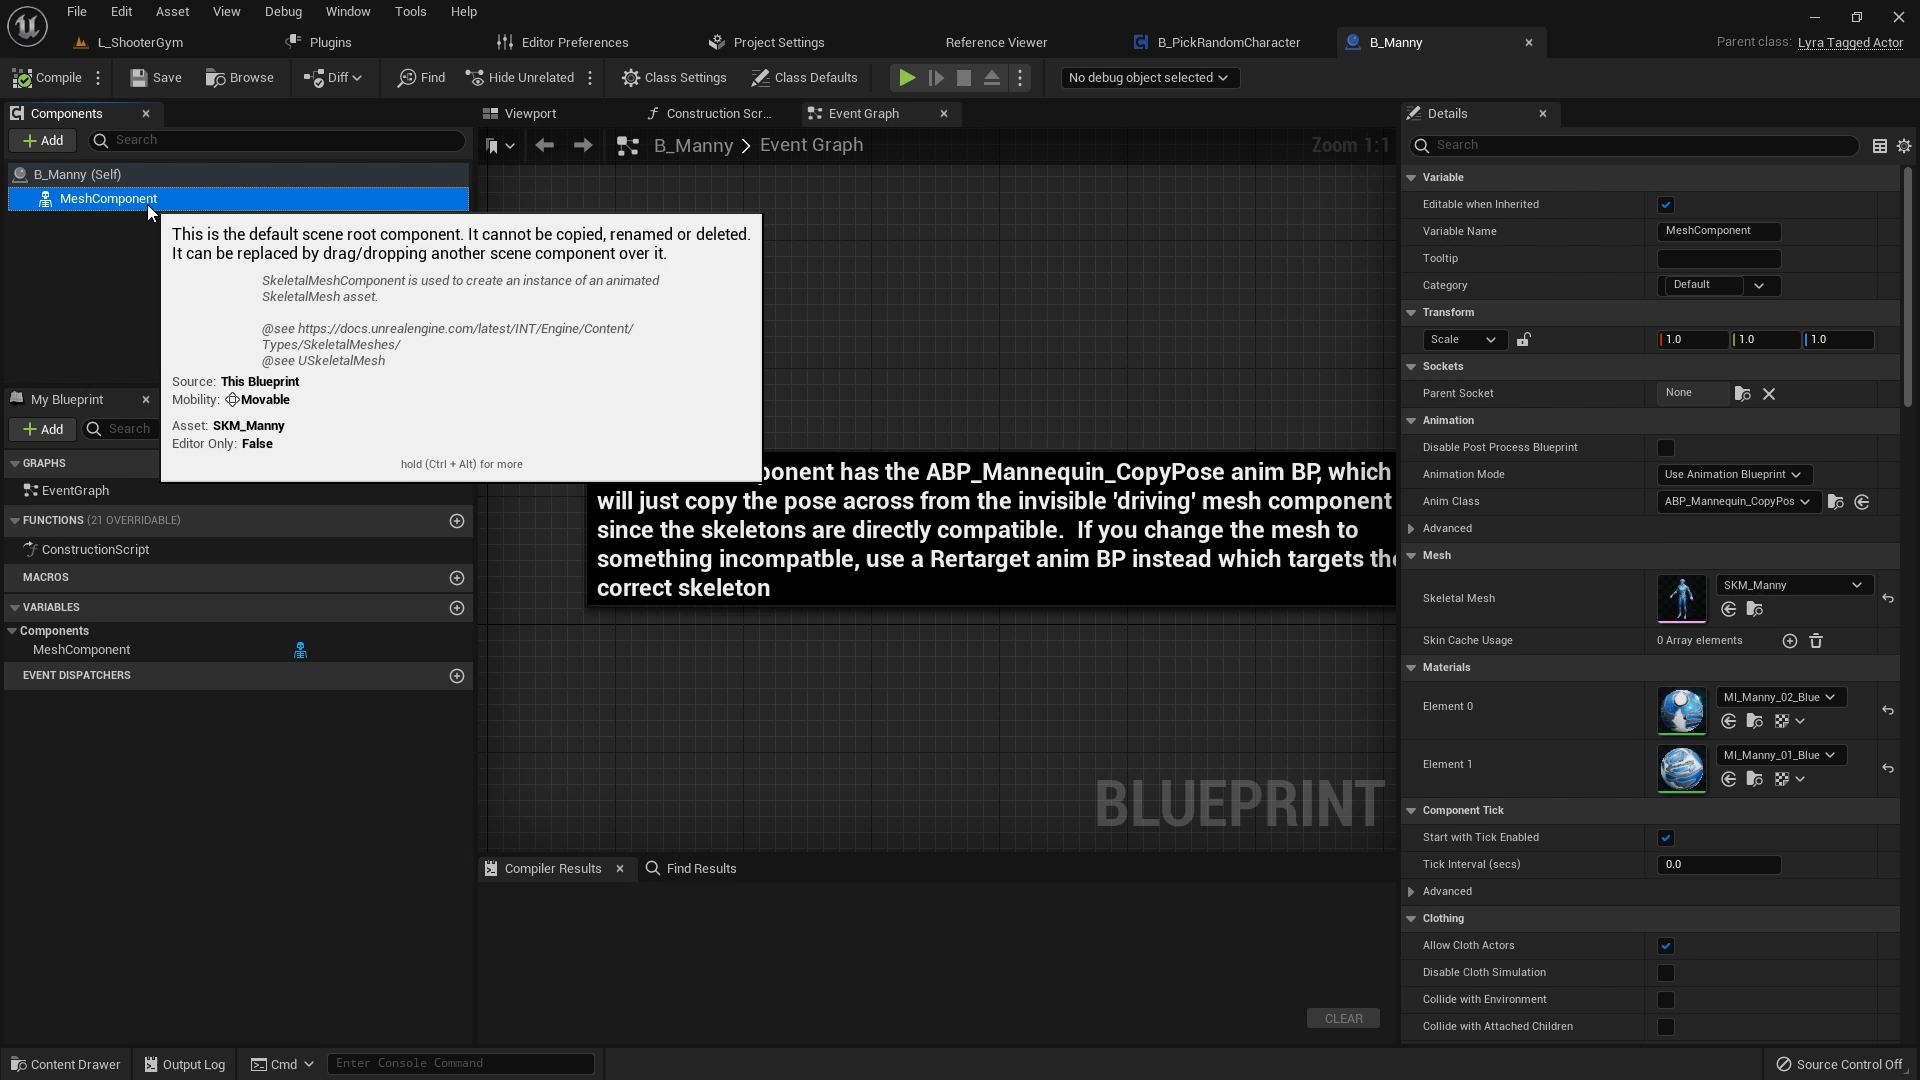 File Edit Asset View Debug Window Tools Help
L_ShooterGym Plugins Editor Preferences Project Settings Reference Viewer B_PickRandomCharacter B_Manny Parent class: Lyra Tagged Actor
Compile Save Browse Diff Find Hide Unrelated Class Settings Class Defaults No debug object selected
Components
Add Search
B_Manny (Self)
MeshComponent
This is the default scene root component. It cannot be copied, renamed or deleted.
It can be replaced by drag/dropping another scene component over it.
SkeletalMeshComponent is used to create an instance of an animated
SkeletalMesh asset.
@see https://docs.unrealengine.com/latest/INT/Engine/Content/
Types/SkeletalMeshes/
@see USkeletalMesh
Source: This Blueprint
Mobility: Movable
Asset: SKM_Manny
Editor Only: False
hold (Ctrl + Alt) for more
My Blueprint
Add Search
GRAPHS
EventGraph
FUNCTIONS (21 OVERRIDABLE)
ConstructionScript
MACROS
VARIABLES
Components
MeshComponent
EVENT DISPATCHERS
Viewport Construction Scr... Event Graph
B_Manny > Event Graph Zoom 1:1
ponent has the ABP_Mannequin_CopyPose anim BP, which
will just copy the pose across from the invisible 'driving' mesh component
since the skeletons are directly compatible. If you change the mesh to
something incompatble, use a Rertarget anim BP instead which targets the
correct skeleton
BLUEPRINT
Compiler Results Find Results
CLEAR
Details
Search
Variable
Editable when Inherited
Variable Name MeshComponent
Tooltip
Category Default
Transform
Scale 1.0 1.0 1.0
Sockets
Parent Socket None
Animation
Disable Post Process Blueprint
Animation Mode Use Animation Blueprint
Anim Class ABP_Mannequin_CopyPos
Advanced
Mesh
Skeletal Mesh SKM_Manny
Skin Cache Usage 0 Array elements
Materials
Element 0 MI_Manny_02_Blue
Element 1 MI_Manny_01_Blue
Component Tick
Start with Tick Enabled
Tick Interval (secs) 0.0
Advanced
Clothing
Allow Cloth Actors
Disable Cloth Simulation
Collide with Environment
Collide with Attached Children
Content Drawer Output Log Cmd Enter Console Command Source Control Off